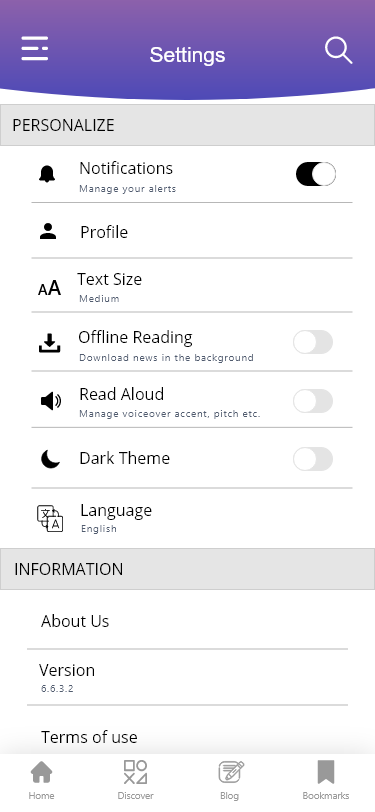 Settings
PERSONALIZE
Notifications
Manage your alerts
Profile
AA
Text Size
Medium
Offline Reading
Download news in the background
Read Aloud
Manage voiceover accent, pitch etc.
Dark Theme
文A
Language
English
INFORMATION
About Us
Version
6.6.3.2
Terms of use
Home
Discover
Blog
Bookmarks